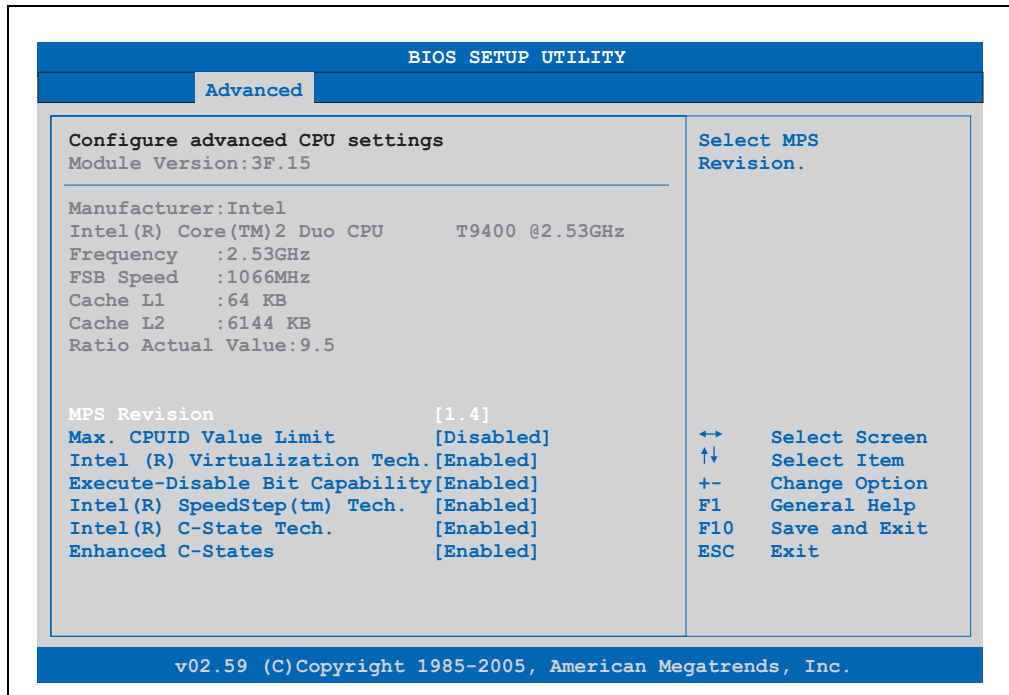 BIOS SETUP UTILITY
Advanced
Configure advanced CPU settings
Module Version:3F.15
Manufacturer:Intel
Intel(R) Core(TM)2 Duo CPU T9400 @2.53GHz
Frequency :2.53GHz
FSB Speed :1066MHz
Cache L1 :64 KB
Cache L2 :6144 KB
Ratio Actual Value:9.5
MPS Revision [1.4]
Max. CPUID Value Limit [Disabled]
Intel (R) Virtualization Tech.[Enabled]
Execute-Disable Bit Capability[Enabled]
Intel(R) SpeedStep(tm) Tech. [Enabled]
Intel(R) C-State Tech. [Enabled]
Enhanced C-States [Enabled]
Select MPS
Revision.
↔ Select Screen
↑↓ Select Item
+- Change Option
F1 General Help
F10 Save and Exit
ESC Exit
v02.59 (C)Copyright 1985-2005, American Megatrends, Inc.